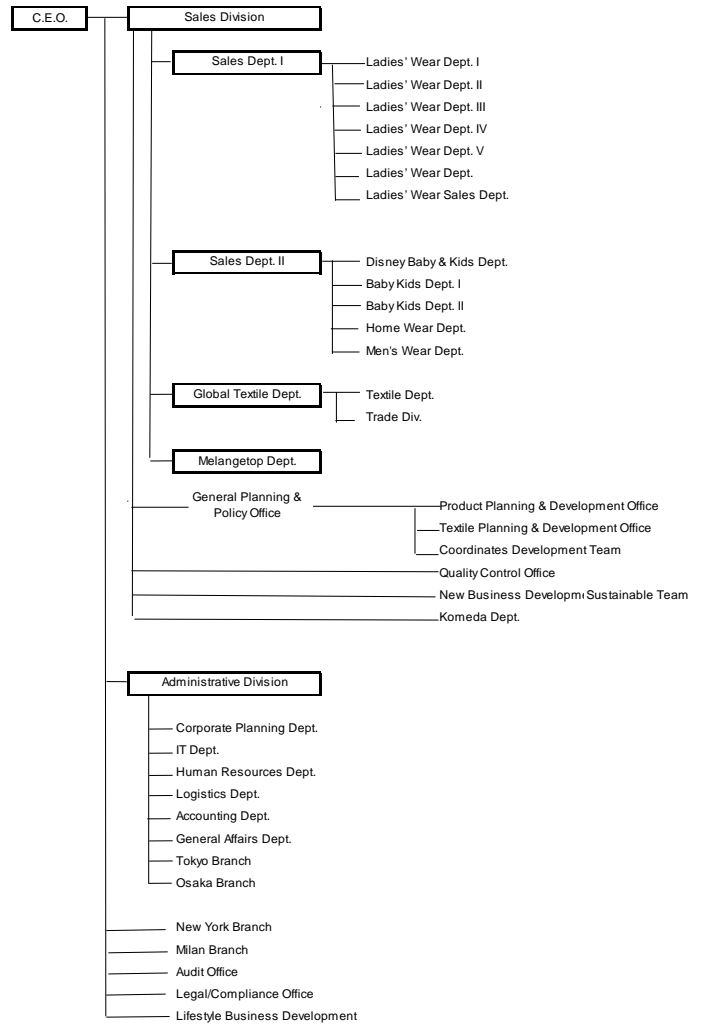 C.E.O.
Sales Division
Sales Dept. I
Ladies' Wear Dept. I
Ladies' Wear Dept. II
Ladies' Wear Dept. III
Ladies' Wear Dept. IV
Ladies' Wear Dept. V
Ladies' Wear Dept.
Ladies' Wear Sales Dept.
Sales Dept. II
Disney Baby & Kids Dept.
Baby Kids Dept. I
Baby Kids Dept. II
Home Wear Dept.
Men's Wear Dept.
Global Textile Dept.
Textile Dept.
Trade Div.
Melangetop Dept.
General Planning &
Policy Office
Product Planning & Development Office
Textile Planning & Development Office
Coordinates Development Team
Quality Control Office
New Business Developm Sustainable Team
Komeda Dept.
Administrative Division
Corporate Planning Dept.
IT Dept.
Human Resources Dept.
Logistics Dept.
Accounting Dept.
General Affairs Dept.
Tokyo Branch
Osaka Branch
New York Branch
Milan Branch
Audit Office
Legal/Compliance Office
Lifestyle Business Development